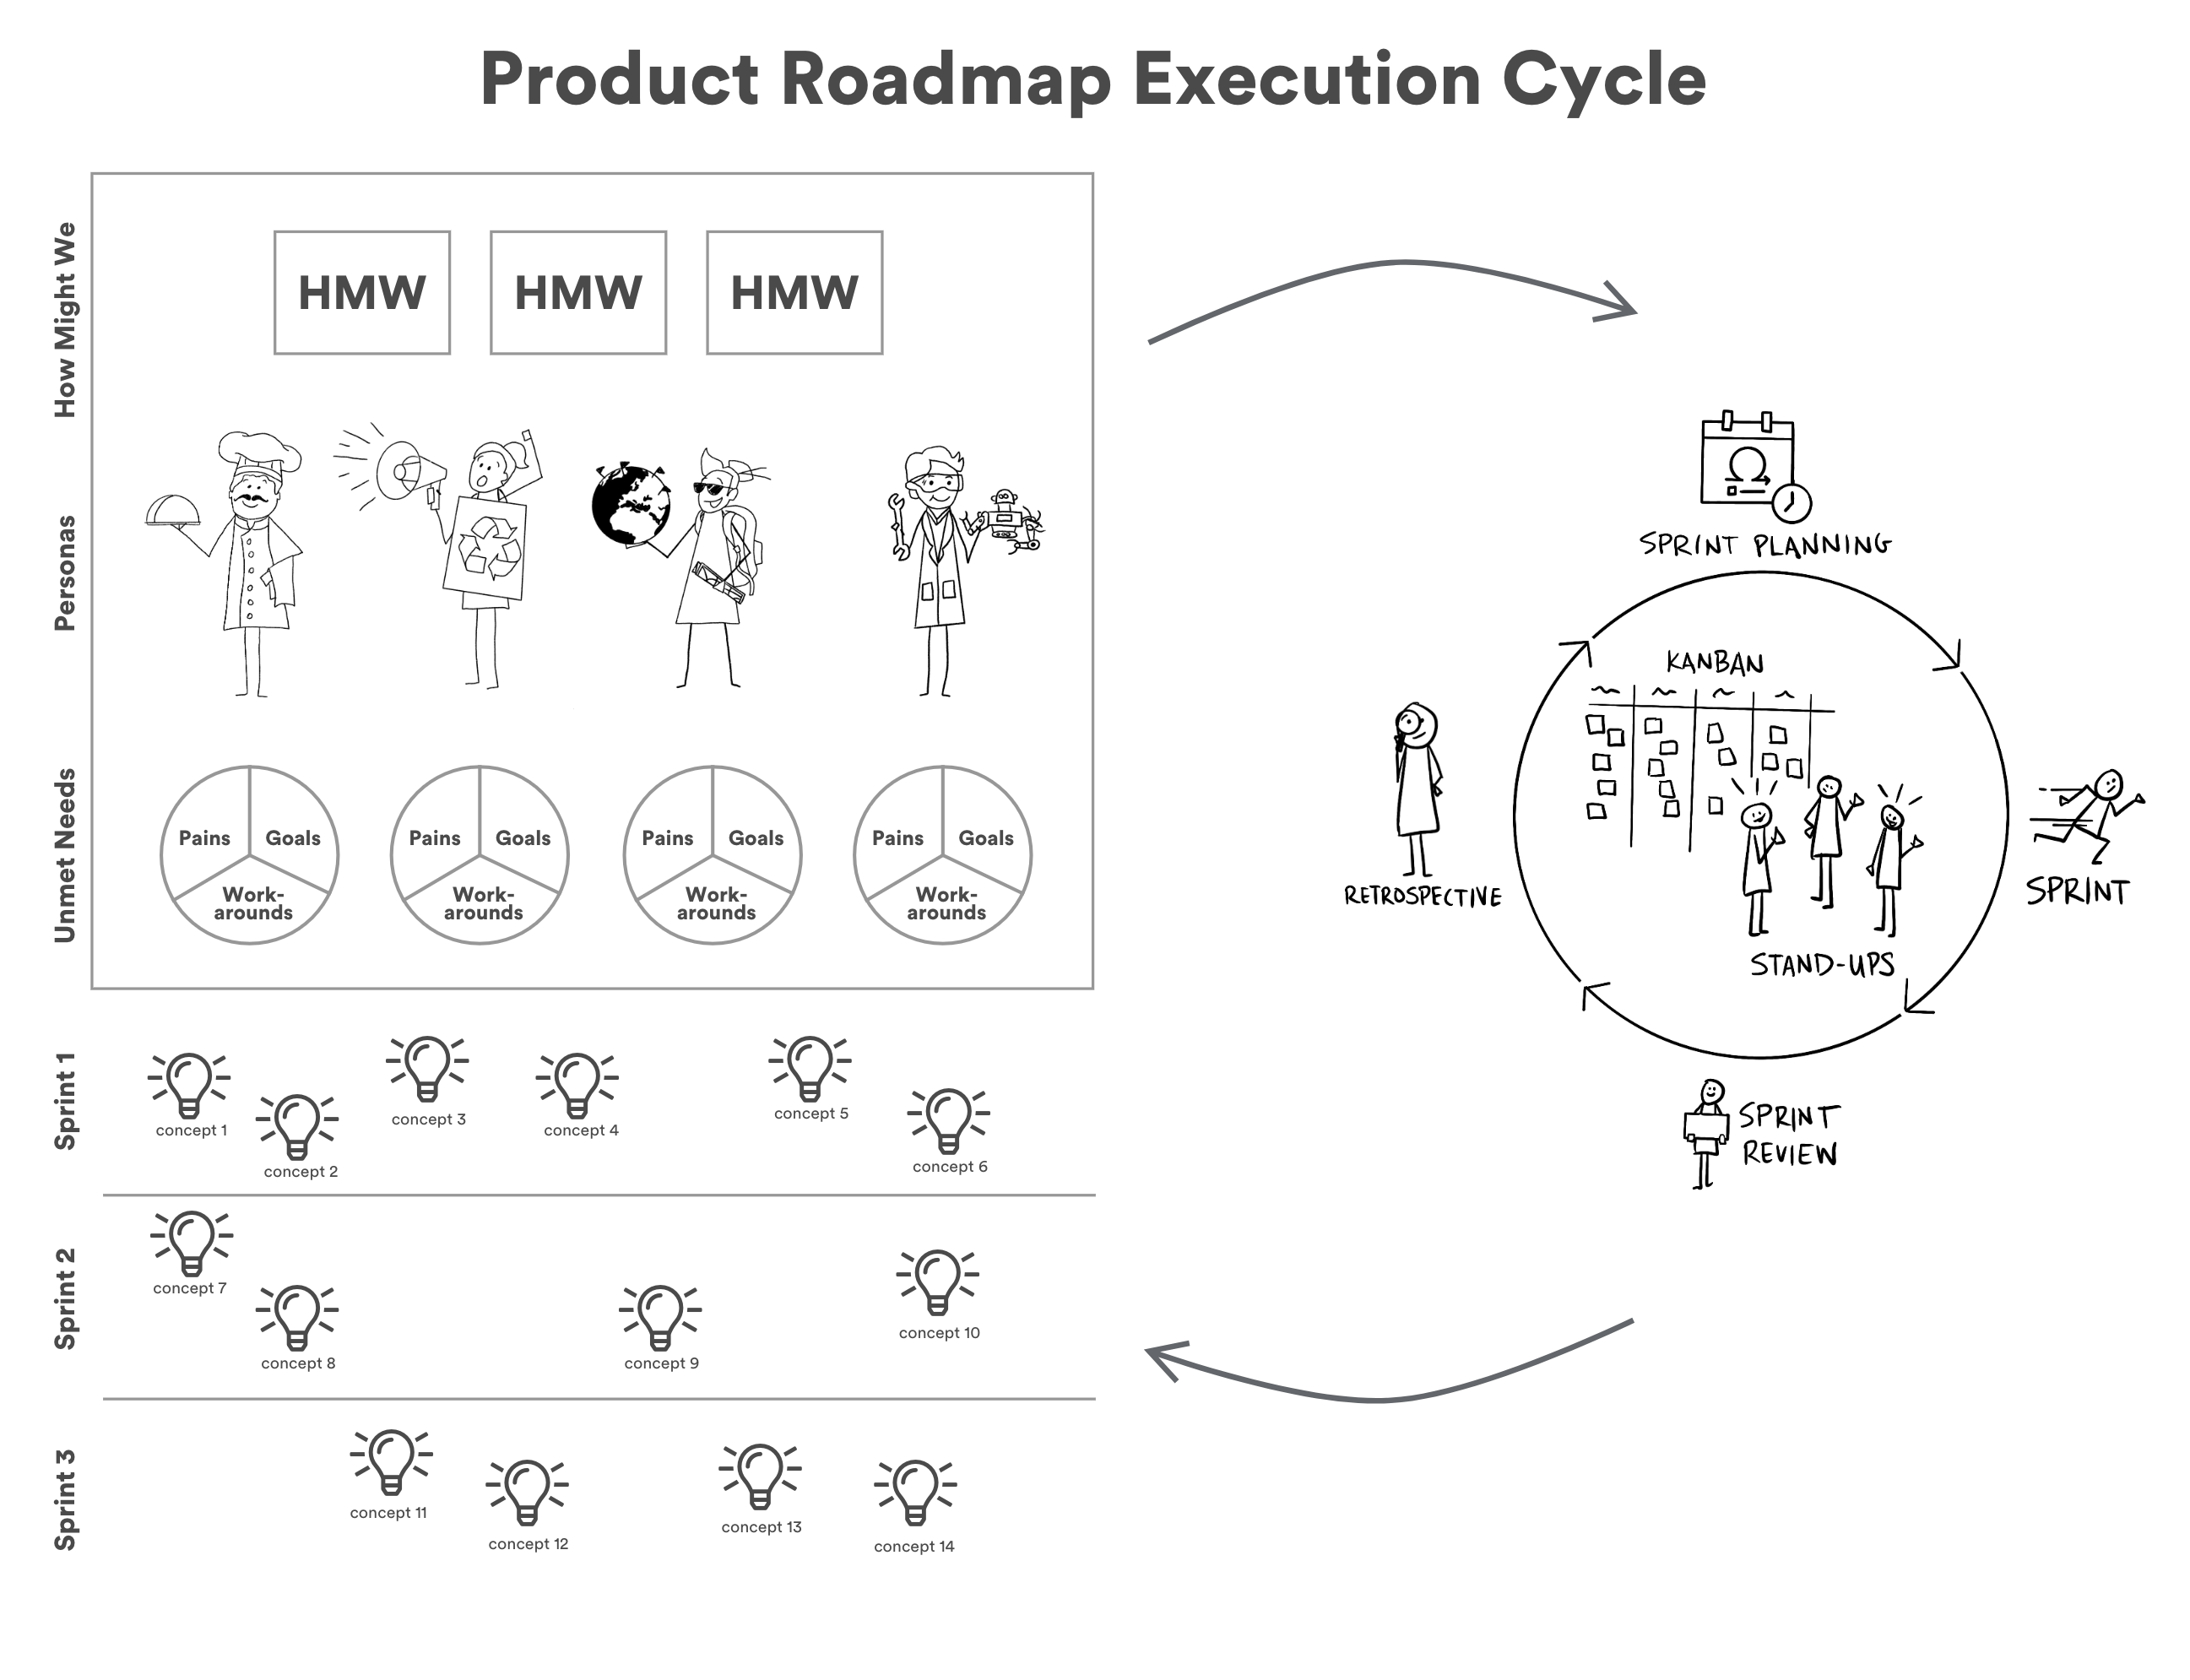 Product Roadmap Execution Cycle
How Might We
HMW
HMW
HMW
Personas
Unmet Needs
Pains
Goals
Work-
arounds
Pains
Goals
Work-
arounds
Pains
Goals
Work-
arounds
Pains
Goals
Work-
arounds
Sprint 1
concept 1
concept 2
concept 3
concept 4
concept 5
concept 6
Sprint 2
concept 7
concept 8
concept 9
concept 10
Sprint 3
concept 11
concept 12
concept 13
concept 14
SPRINT PLANNING
KANBAN
STAND-UPS
SPRINT
SPRINT
REVIEW
RETROSPECTIVE